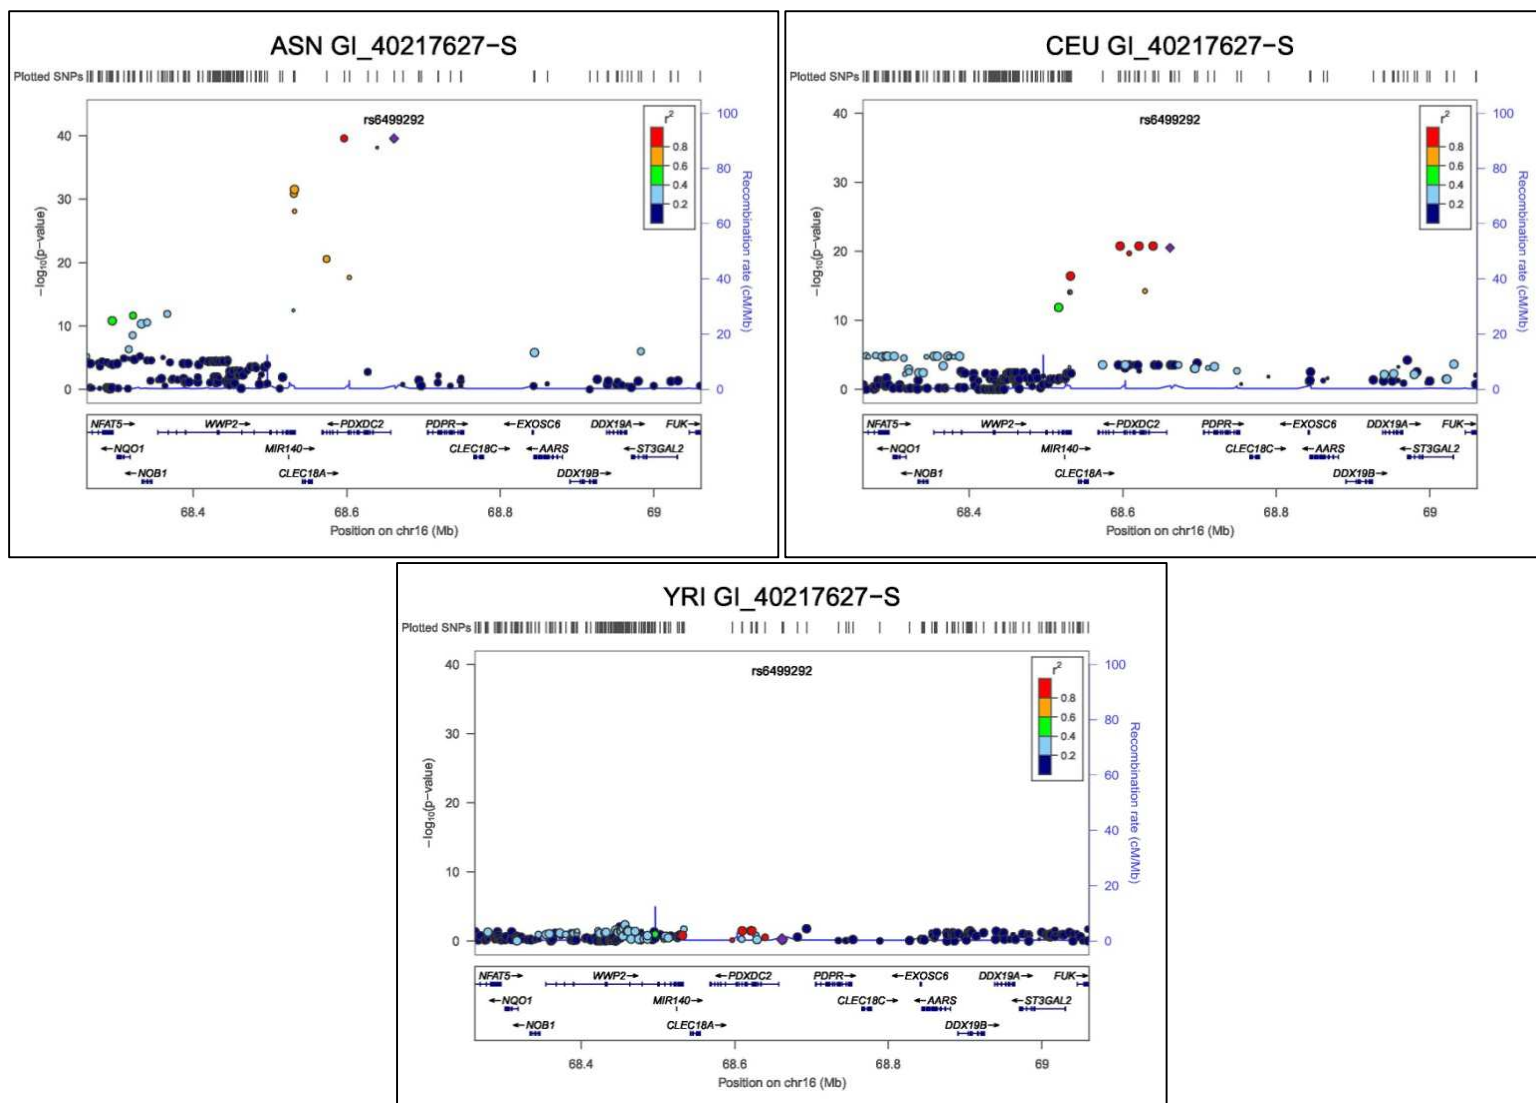 ASN GI_40217627-S
Plotted SNPs
rs6499292
r²
0.8
0.6
0.4
0.2
40
30
20
10
0
-log₁₀(p-value)
100
80
60
40
20
0
Recombination rate (cM/Mb)
NFAT5→ WWP2→ ←PDXDC2 PDPR→ ←EXOSC6 DDX19A→ FUK→
←NQO1 MIR140→ CLEC18C→ ←AARS ←ST3GAL2
←NOB1 CLEC18A→ DDX19B→
68.4 68.6 68.8 69
Position on chr16 (Mb)
CEU GI_40217627-S
Plotted SNPs
rs6499292
r²
0.8
0.6
0.4
0.2
40
30
20
10
0
-log₁₀(p-value)
100
80
60
40
20
0
Recombination rate (cM/Mb)
NFAT5→ WWP2→ ←PDXDC2 PDPR→ ←EXOSC6 DDX19A→ FUK→
←NQO1 MIR140→ CLEC18C→ ←AARS ←ST3GAL2
←NOB1 CLEC18A→ DDX19B→
68.4 68.6 68.8 69
Position on chr16 (Mb)
YRI GI_40217627-S
Plotted SNPs
rs6499292
r²
0.8
0.6
0.4
0.2
40
30
20
10
0
-log₁₀(p-value)
100
80
60
40
20
0
Recombination rate (cM/Mb)
NFAT5→ WWP2→ ←PDXDC2 PDPR→ ←EXOSC6 DDX19A→ FUK→
←NQO1 MIR140→ CLEC18C→ ←AARS ←ST3GAL2
←NOB1 CLEC18A→ DDX19B→
68.4 68.6 68.8 69
Position on chr16 (Mb)